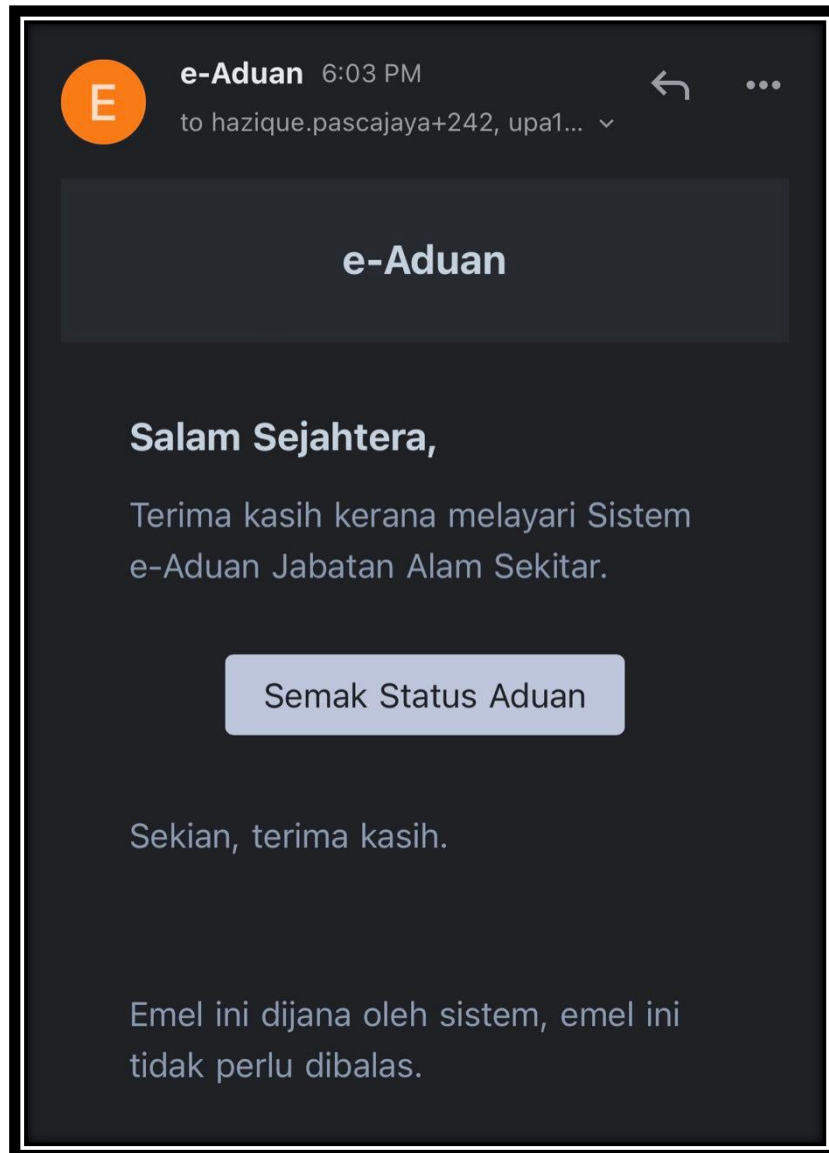 E
e-Aduan 6:03 PM
to hazique.pascajaya+242, upa1...
e-Aduan
Salam Sejahtera,
Terima kasih kerana melayari Sistem
e-Aduan Jabatan Alam Sekitar.
Semak Status Aduan
Sekian, terima kasih.
Emel ini dijana oleh sistem, emel ini
tidak perlu dibalas.